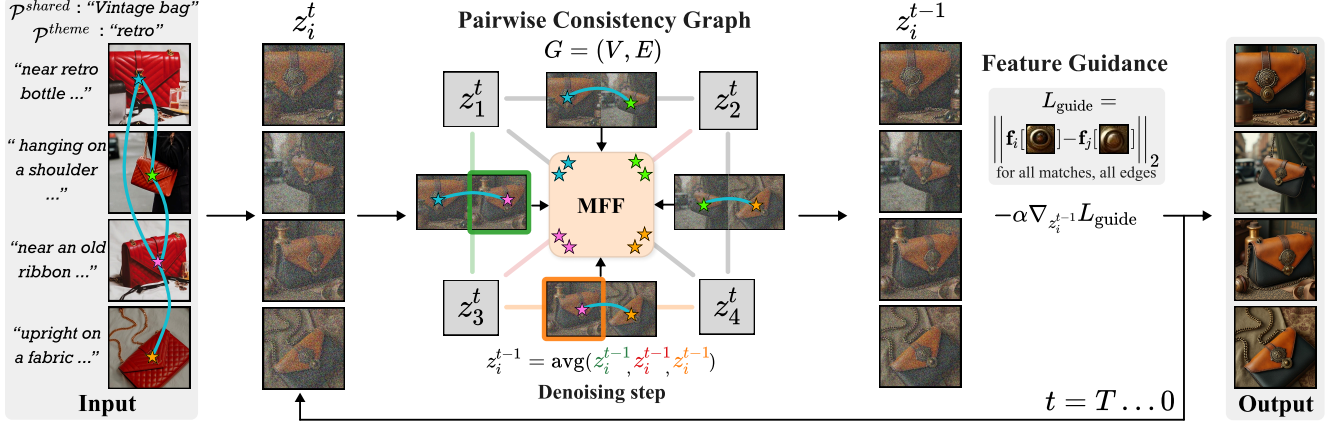 𝒫^shared : “Vintage bag”
𝒫^theme : “retro”
“near retro
bottle ...”
“ hanging on
a shoulder
...”
“near an old
ribbon ...”
“upright on
a fabric ...”
Input
z_i^t
Pairwise Consistency Graph
G = (V, E)
z_1^t
z_2^t
MFF
z_3^t
z_4^t
z_i^{t−1} = avg(z_i^{t−1}, z_i^{t−1}, z_i^{t−1})
Denoising step
z_i^{t−1}
Feature Guidance
L_guide =
||f_i[ ]−f_j[ ]||_2
for all matches, all edges
−α∇_{z_i^{t−1}} L_guide
t = T ... 0
Output